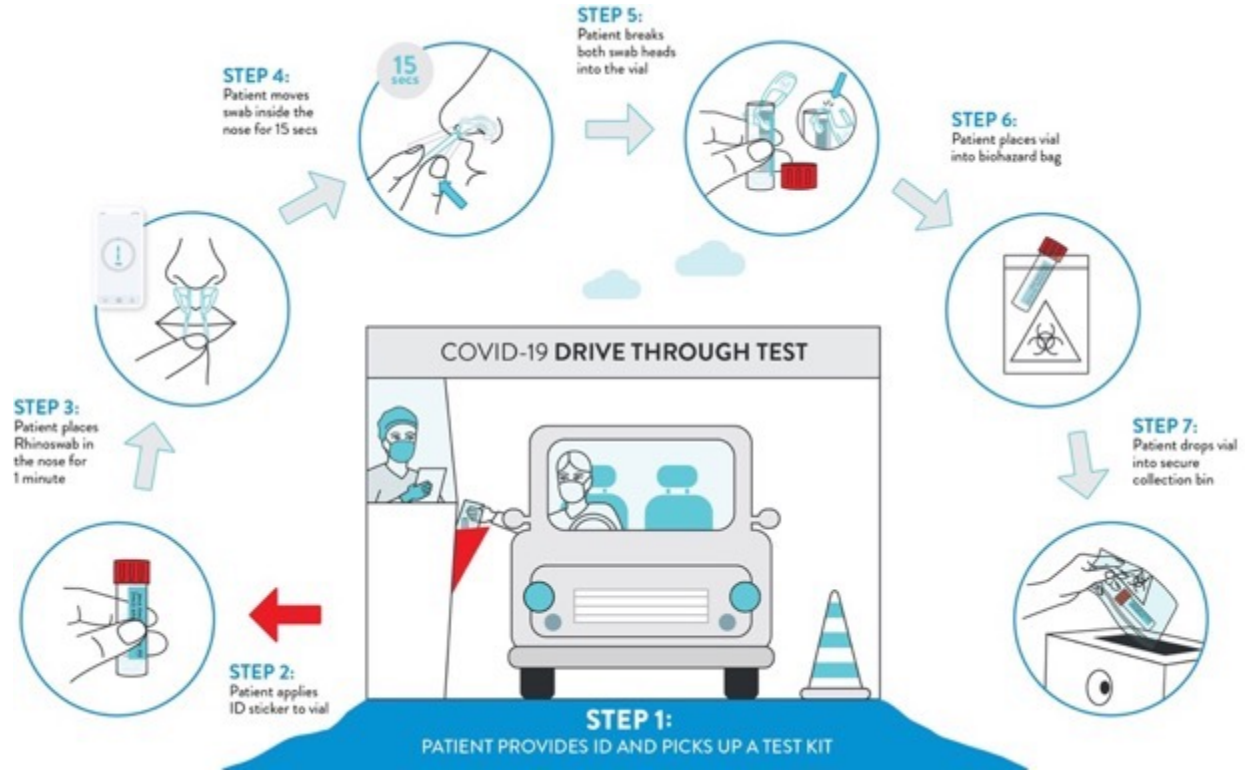 COVID-19 DRIVE THROUGH TEST
STEP 1:
PATIENT PROVIDES ID AND PICKS UP A TEST KIT
STEP 2:
Patient applies
ID sticker to vial
STEP 3:
Patient places
Rhinoswab in
the nose for
1 minute
STEP 4:
Patient moves
swab inside the
nose for 15 secs
15
secs
STEP 5:
Patient breaks
both swab heads
into the vial
STEP 6:
Patient places vial
into biohazard bag
STEP 7:
Patient drops vial
into secure
collection bin